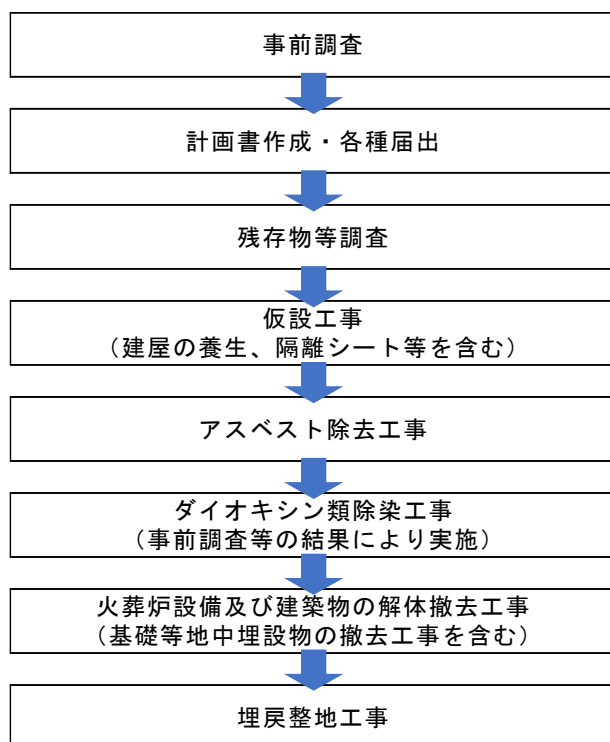 事前調査
計画書作成・各種届出
残存物等調査
仮設工事
（建屋の養生、隔離シート等を含む）
アスベスト除去工事
ダイオキシン類除染工事
（事前調査等の結果により実施）
火葬炉設備及び建築物の解体撤去工事
（基礎等地中埋設物の撤去工事を含む）
埋戻整地工事